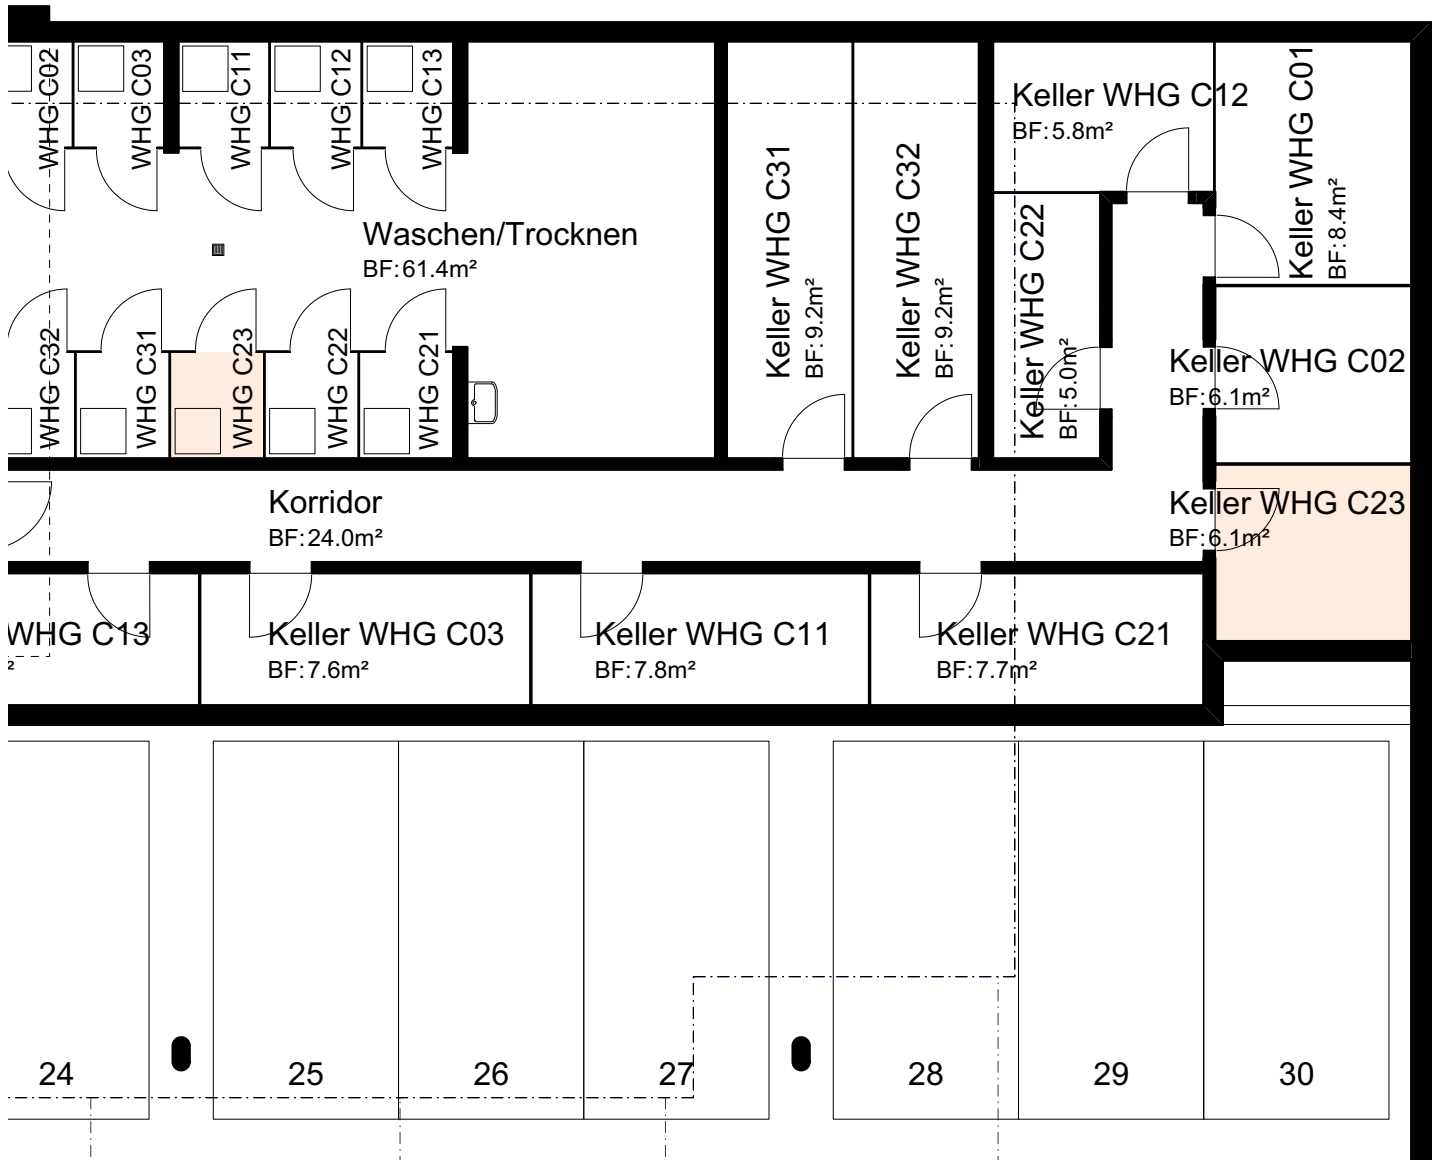 WHG C02
WHG C03
WHG C11
WHG C12
WHG C13
Waschen/Trocknen
BF: 61.4m²
WHG C32
WHG C31
WHG C23
WHG C22
WHG C21
Keller WHG C31
BF: 9.2m²
Keller WHG C32
BF: 9.2m²
Keller WHG C12
BF: 5.8m²
Keller WHG C22
BF: 5.0m²
Keller WHG C01
BF: 8.4m²
Keller WHG C02
BF: 6.1m²
Keller WHG C23
BF: 6.1m²
Korridor
BF: 24.0m²
WHG C13
²
Keller WHG C03
BF: 7.6m²
Keller WHG C11
BF: 7.8m²
Keller WHG C21
BF: 7.7m²
24
25
26
27
28
29
30